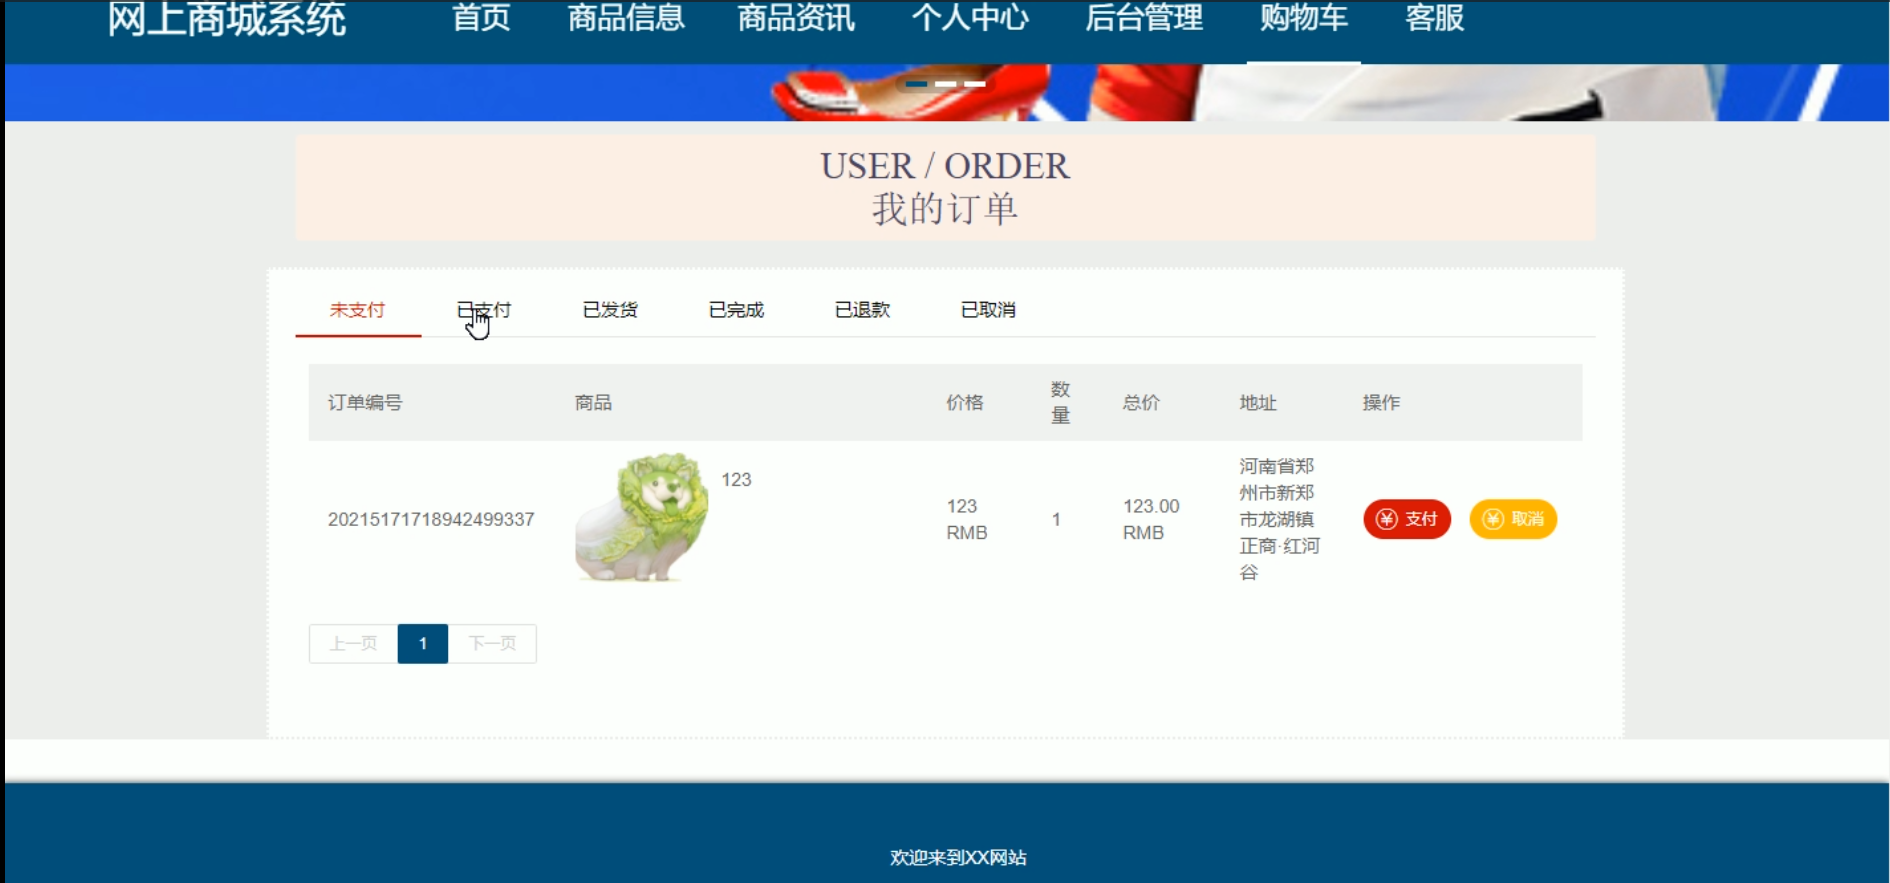 网上商城系统 首页 商品信息 商品资讯 个人中心 后台管理 购物车 客服
USER / ORDER
我的订单
未支付 已支付 已发货 已完成 已退款 已取消
订单编号 商品 价格 数量 总价 地址 操作
20215171718942499337 123 123 RMB 1 123.00 RMB 河南省郑州市新郑市龙湖镇正商·红河谷 支付 取消
上一页 1 下一页
欢迎来到XX网站